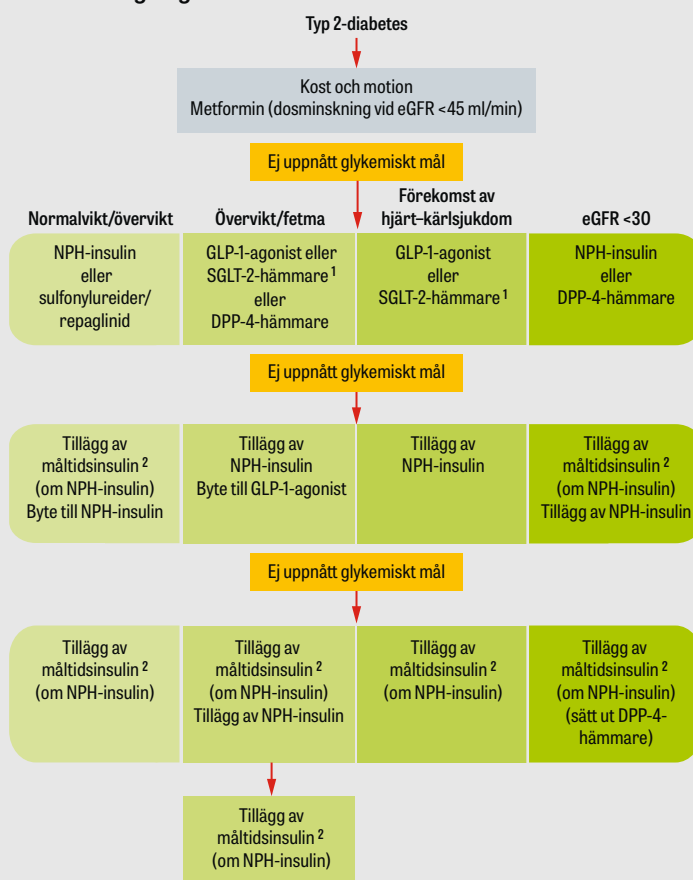 Typ 2-diabetes
Kost och motion
Metformin (dosminskning vid eGFR <45 ml/min)
Ej uppnått glykemiskt mål
Normalvikt/övervikt
Övervikt/fetma
Förekomst av
hjärt–kärlsjukdom
eGFR <30
NPH-insulin
eller
sulfonylureider/
repaglinid
GLP-1-agonist eller
SGLT-2-hämmare 1
eller
DPP-4-hämmare
GLP-1-agonist
eller
SGLT-2-hämmare 1
NPH-insulin
eller
DPP-4-hämmare
Ej uppnått glykemiskt mål
Tillägg av
måltidsinsulin 2
(om NPH-insulin)
Byte till NPH-insulin
Tillägg av
NPH-insulin
Byte till GLP-1-agonist
Tillägg av
NPH-insulin
Tillägg av
måltidsinsulin 2
(om NPH-insulin)
Tillägg av NPH-insulin
Ej uppnått glykemiskt mål
Tillägg av
måltidsinsulin 2
(om NPH-insulin)
Tillägg av
måltidsinsulin 2
(om NPH-insulin)
Tillägg av NPH-insulin
Tillägg av
måltidsinsulin 2
(om NPH-insulin)
Tillägg av
måltidsinsulin 2
(om NPH-insulin)
(sätt ut DPP-4-
hämmare)
Tillägg av
måltidsinsulin 2
(om NPH-insulin)